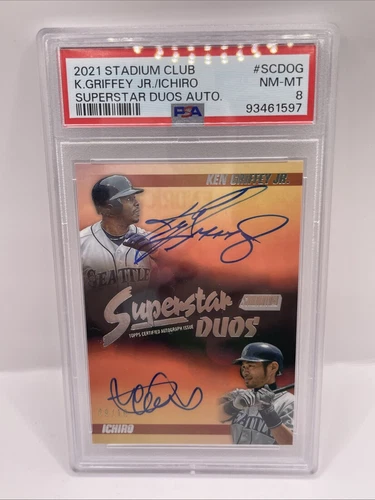 2021 STADIUM CLUB #SCDOG
K.GRIFFEY JR./ICHIRO NM-MT
SUPERSTAR DUOS AUTO. 8
PSA 93461597
KEN GRIFFEY JR.
SEATTLE
Superstar
DUOS
TOPPS CERTIFIED AUTOGRAPH ISSUE
ICHIRO